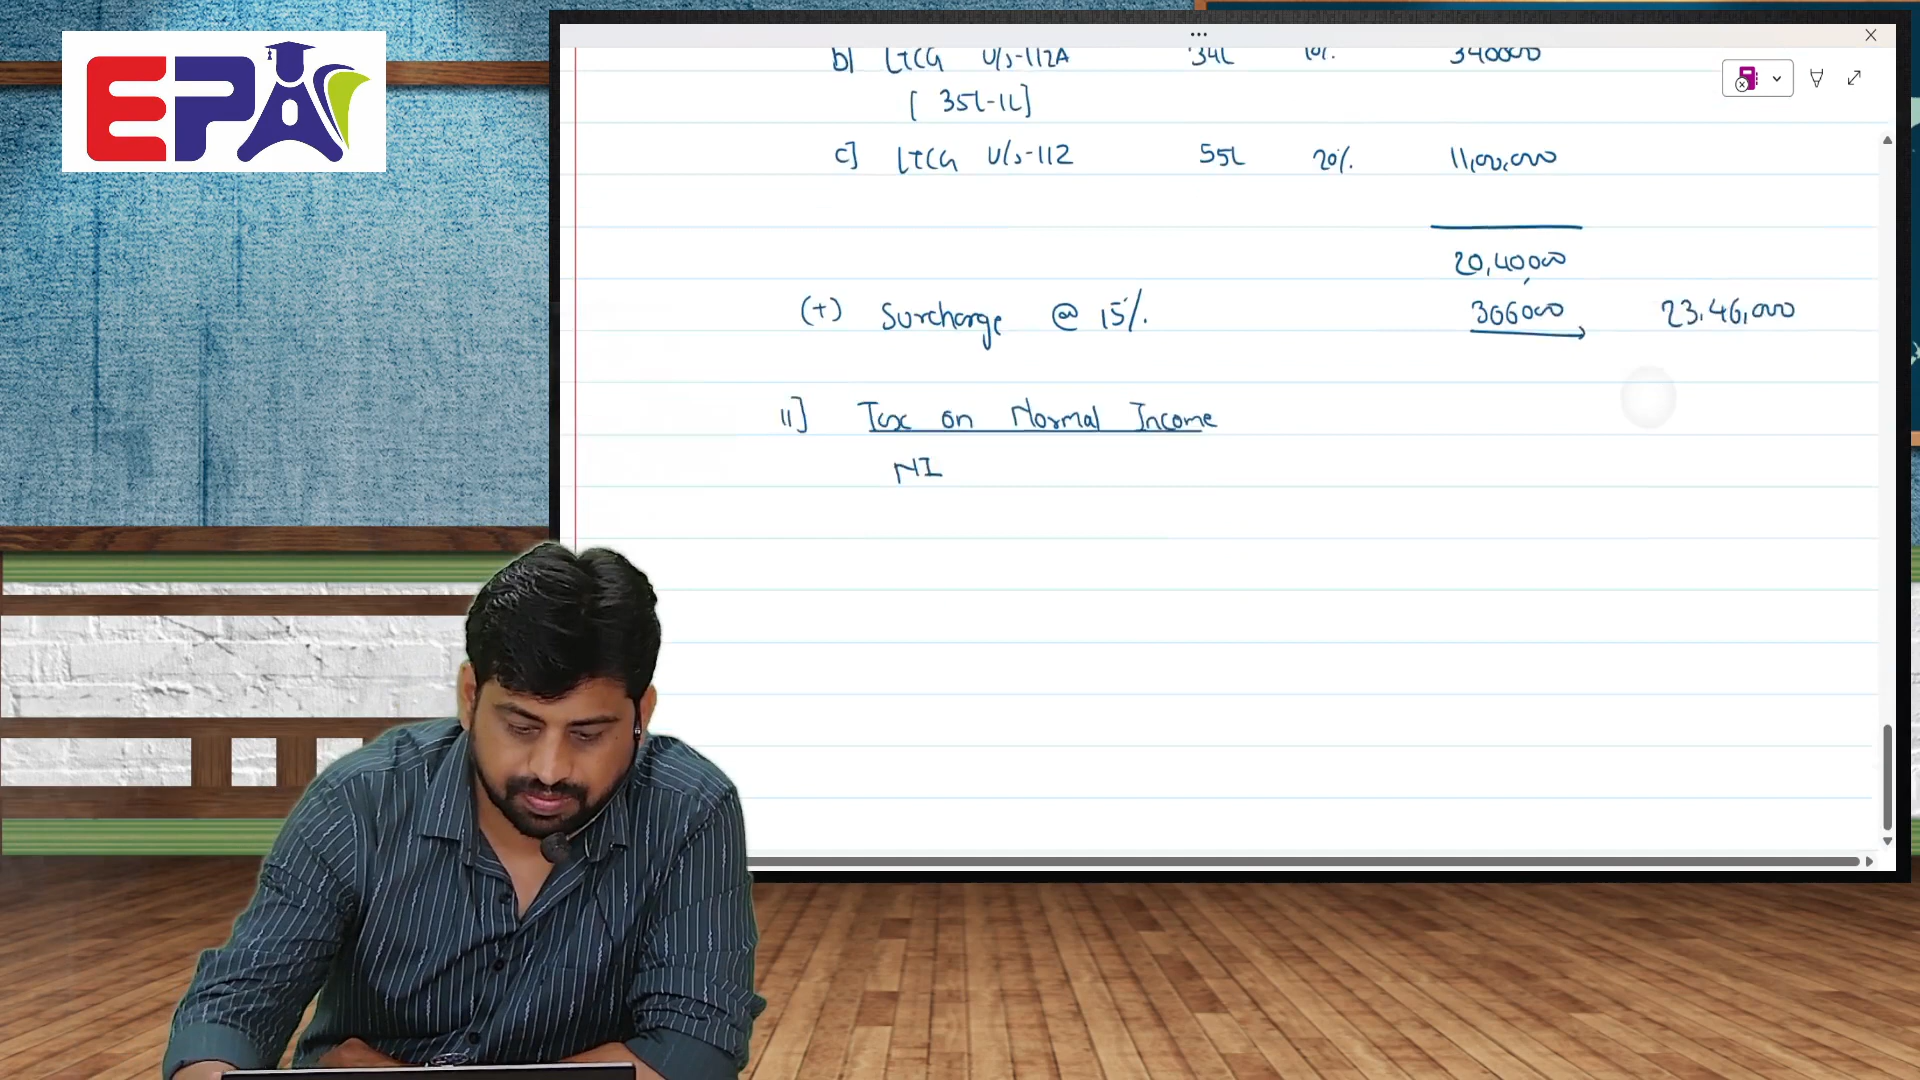 EPA
b] LTCG U/s-112A 34L 10%. 340000
[ 35L-1L]
c] LTCG U/s-112 55L 20%. 11,00,000
20,40,000
(+) Surcharge @ 15%. 306000 23,46,000
II] Tax on Normal Income
NI